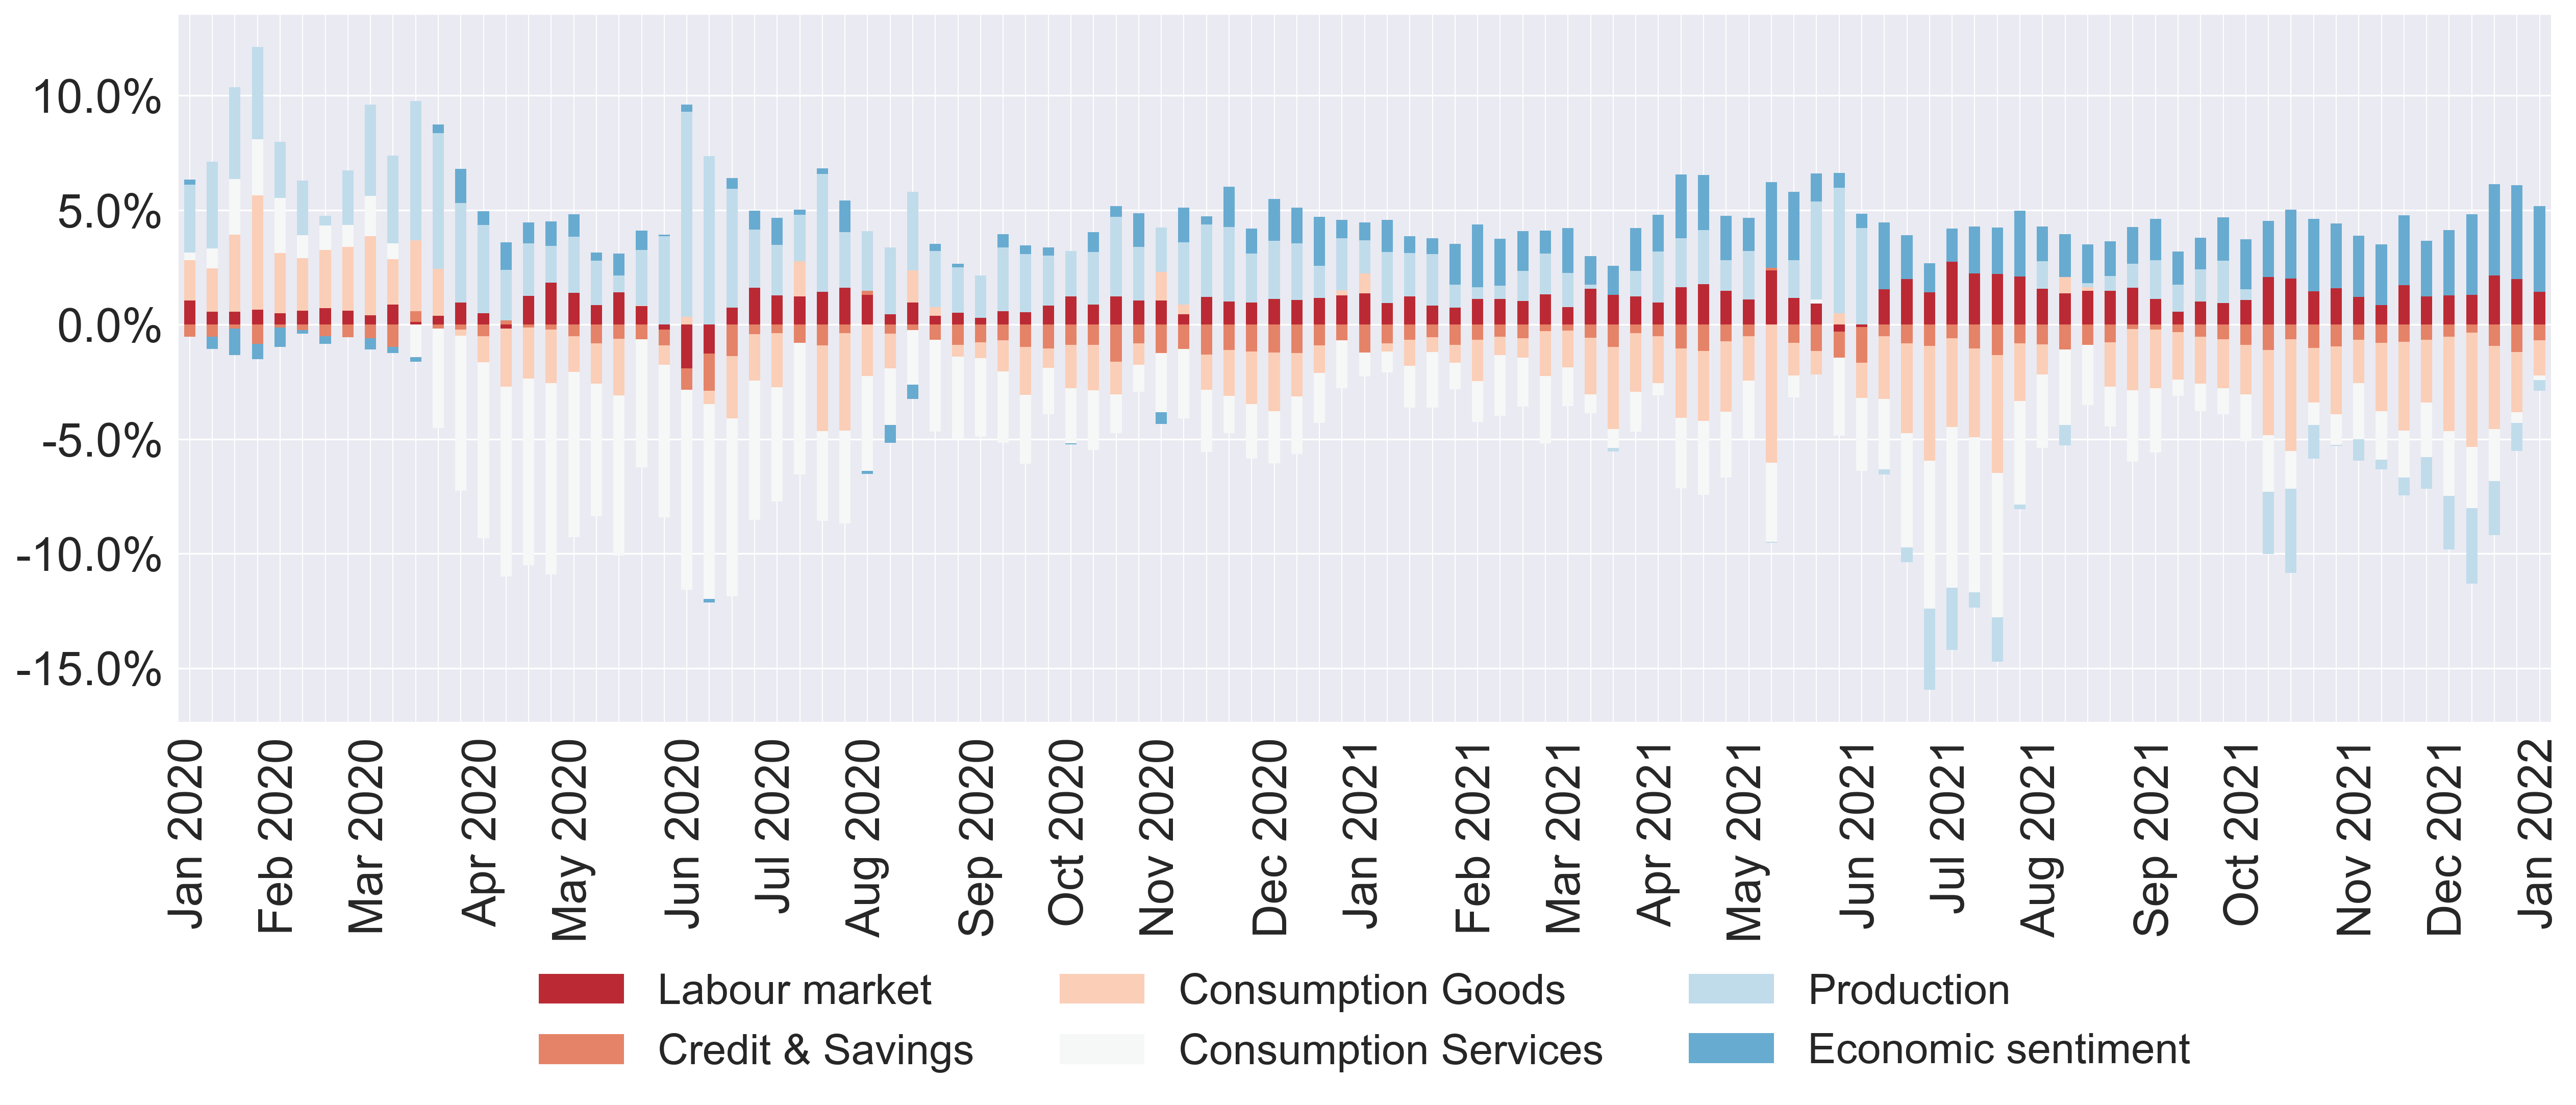 10.0%
5.0%
0.0%
-5.0%
-10.0%
-15.0%
Jan 2020
Feb 2020
Mar 2020
Apr 2020
May 2020
Jun 2020
Jul 2020
Aug 2020
Sep 2020
Oct 2020
Nov 2020
Dec 2020
Jan 2021
Feb 2021
Mar 2021
Apr 2021
May 2021
Jun 2021
Jul 2021
Aug 2021
Sep 2021
Oct 2021
Nov 2021
Dec 2021
Jan 2022
Labour market
Consumption Goods
Production
Credit & Savings
Consumption Services
Economic sentiment